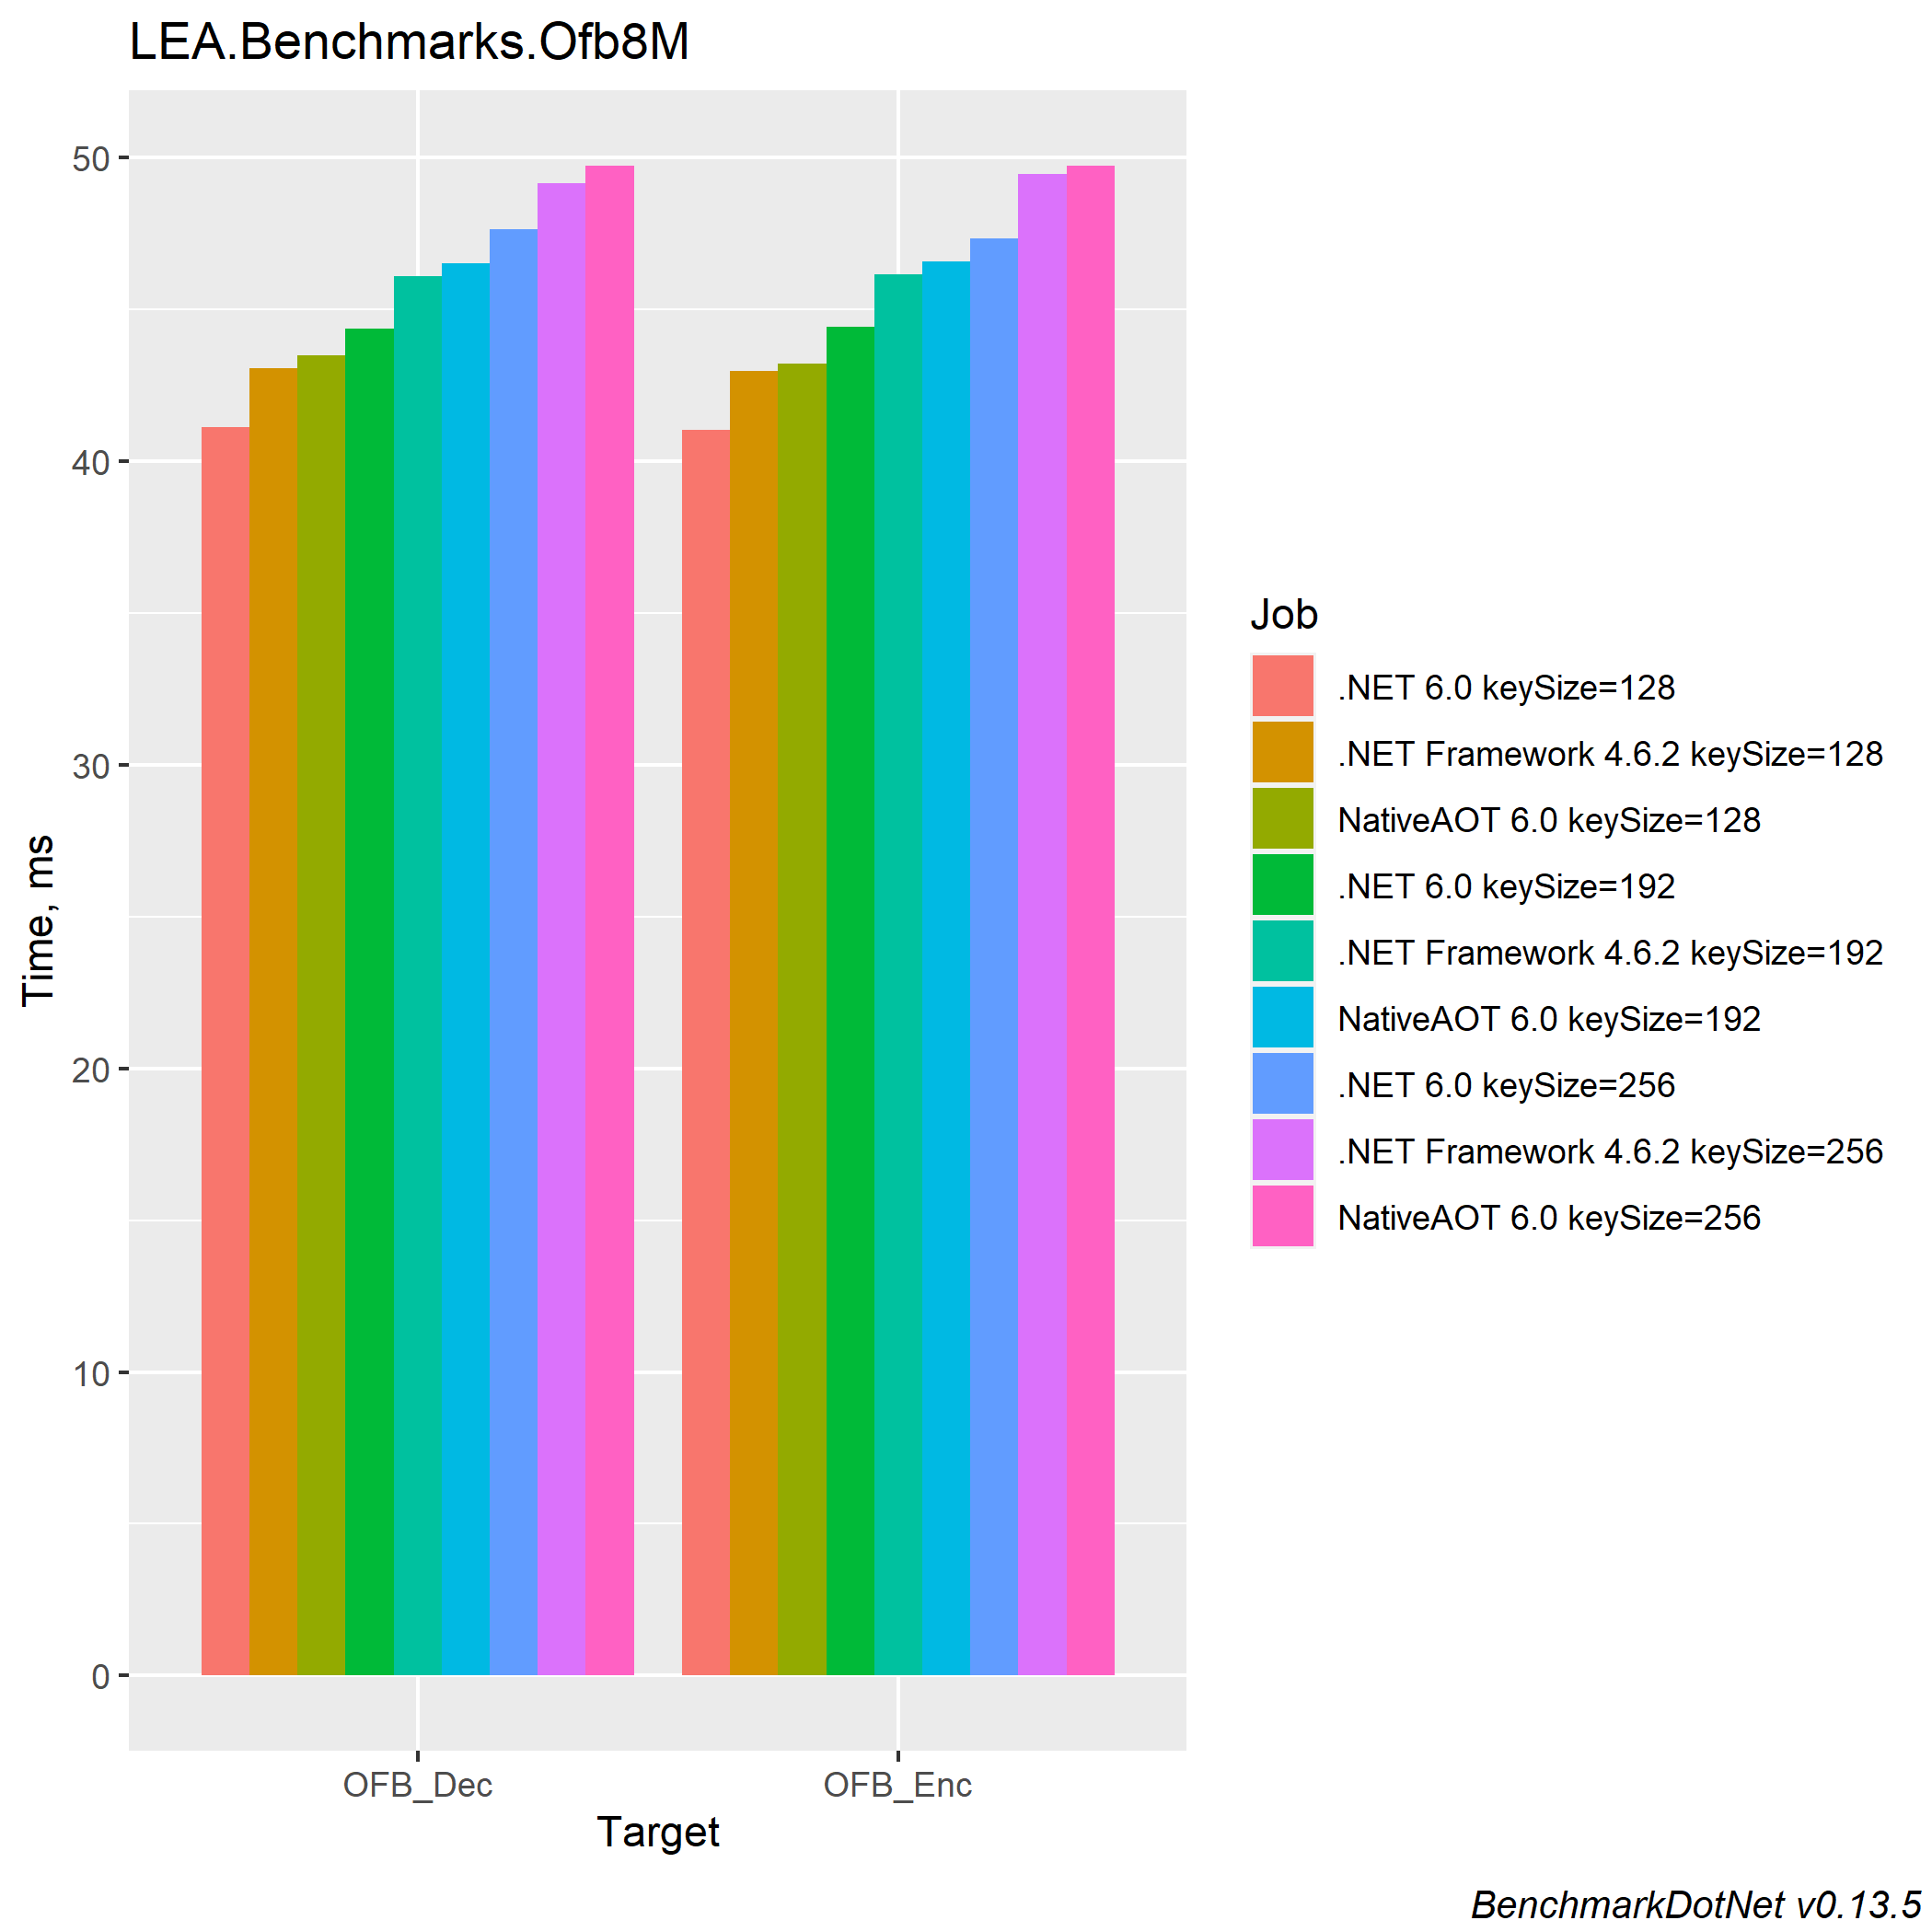 LEA.Benchmarks.Ofb8M
Time, ms
50
40
30
20
10
0
OFB_Dec
OFB_Enc
Target
Job
.NET 6.0 keySize=128
.NET Framework 4.6.2 keySize=128
NativeAOT 6.0 keySize=128
.NET 6.0 keySize=192
.NET Framework 4.6.2 keySize=192
NativeAOT 6.0 keySize=192
.NET 6.0 keySize=256
.NET Framework 4.6.2 keySize=256
NativeAOT 6.0 keySize=256
BenchmarkDotNet v0.13.5